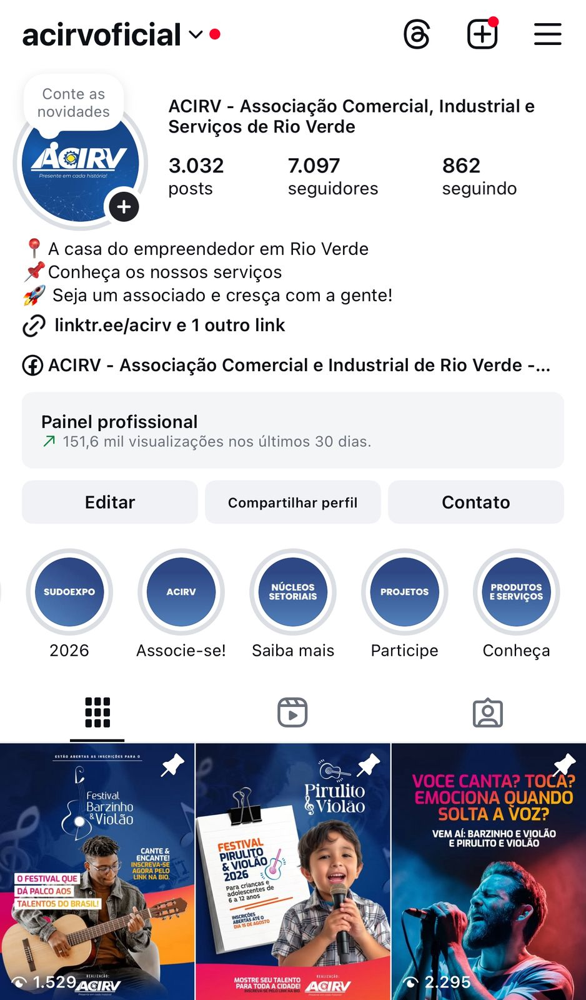 acirvoficial
Conte as
novidades
ACIRV - Associação Comercial, Industrial e
Serviços de Rio Verde
ACIRV
Presente em cada história!
3.032
posts
7.097
seguidores
862
seguindo
A casa do empreendedor em Rio Verde
Conheça os nossos serviços
Seja um associado e cresça com a gente!
linktr.ee/acirv e 1 outro link
ACIRV - Associação Comercial e Industrial de Rio Verde -...
Painel profissional
151,6 mil visualizações nos últimos 30 dias.
Editar
Compartilhar perfil
Contato
SUDOEXPO
2026
ACIRV
Associe-se!
NÚCLEOS
SETORIAIS
Saiba mais
PROJETOS
Participe
PRODUTOS
E SERVIÇOS
Conheça
ESTÃO ABERTAS AS INSCRIÇÕES PARA O
Festival
Barzinho
& Violão
CANTE &
ENCANTE!
INSCREVA-SE
AGORA PELO
LINK NA BIO.
O FESTIVAL QUE
DÁ PALCO AOS
TALENTOS DO BRASIL!
1.529
REALIZAÇÃO:
ACIRV
Pirulito
& Violão
FESTIVAL
PIRULITO
& VIOLÃO
2026
Para crianças e
adolescentes de
6 a 12 anos
INSCRIÇÕES
ABERTAS ATÉ O
DIA 15 DE AGOSTO
MOSTRE SEU TALENTO
PARA TODA A CIDADE!
INSCREVA-SE PELO LINK NA BIO.
REALIZAÇÃO:
ACIRV
VOCE CANTA? TOCA?
EMOCIONA QUANDO
SOLTA A VOZ?
VEM AÍ: BARZINHO E VIOLÃO
E PIRULITO E VIOLÃO
2.295